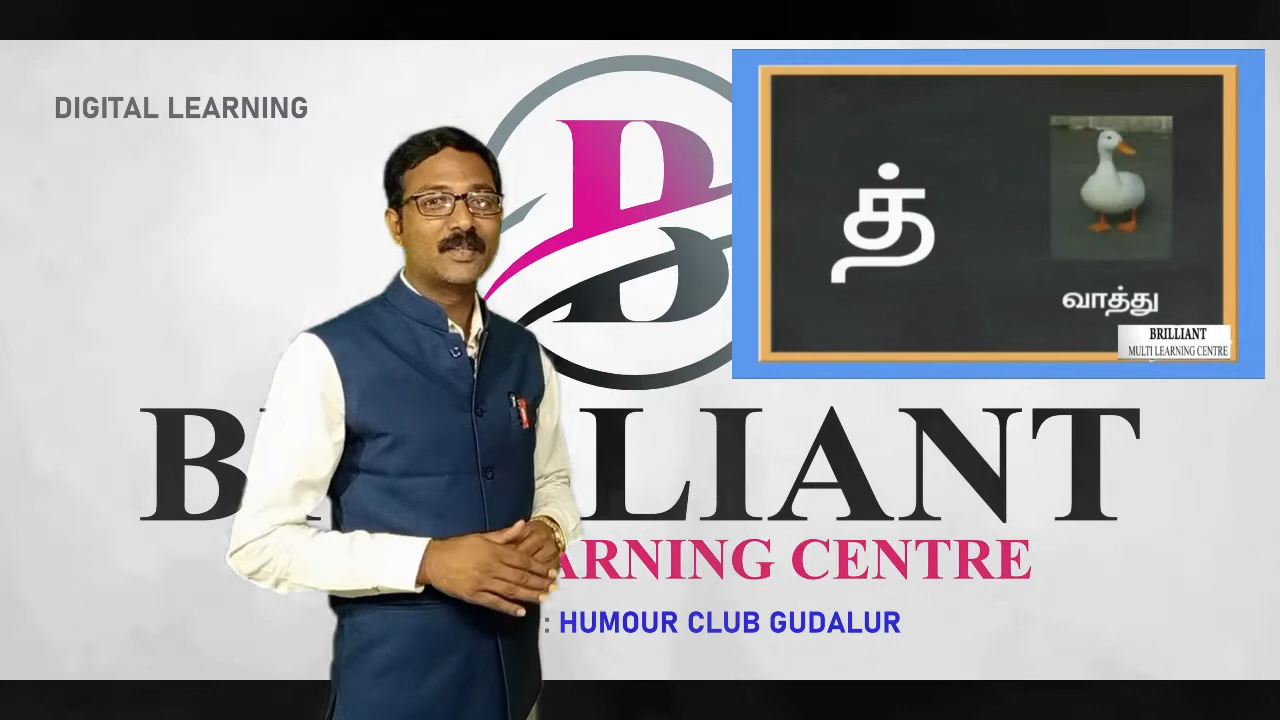 DIGITAL LEARNING
B
த்
வாத்து
BRILLIANT
MULTI LEARNING CENTRE
LIANT
ARNING CENTRE
: HUMOUR CLUB GUDALUR